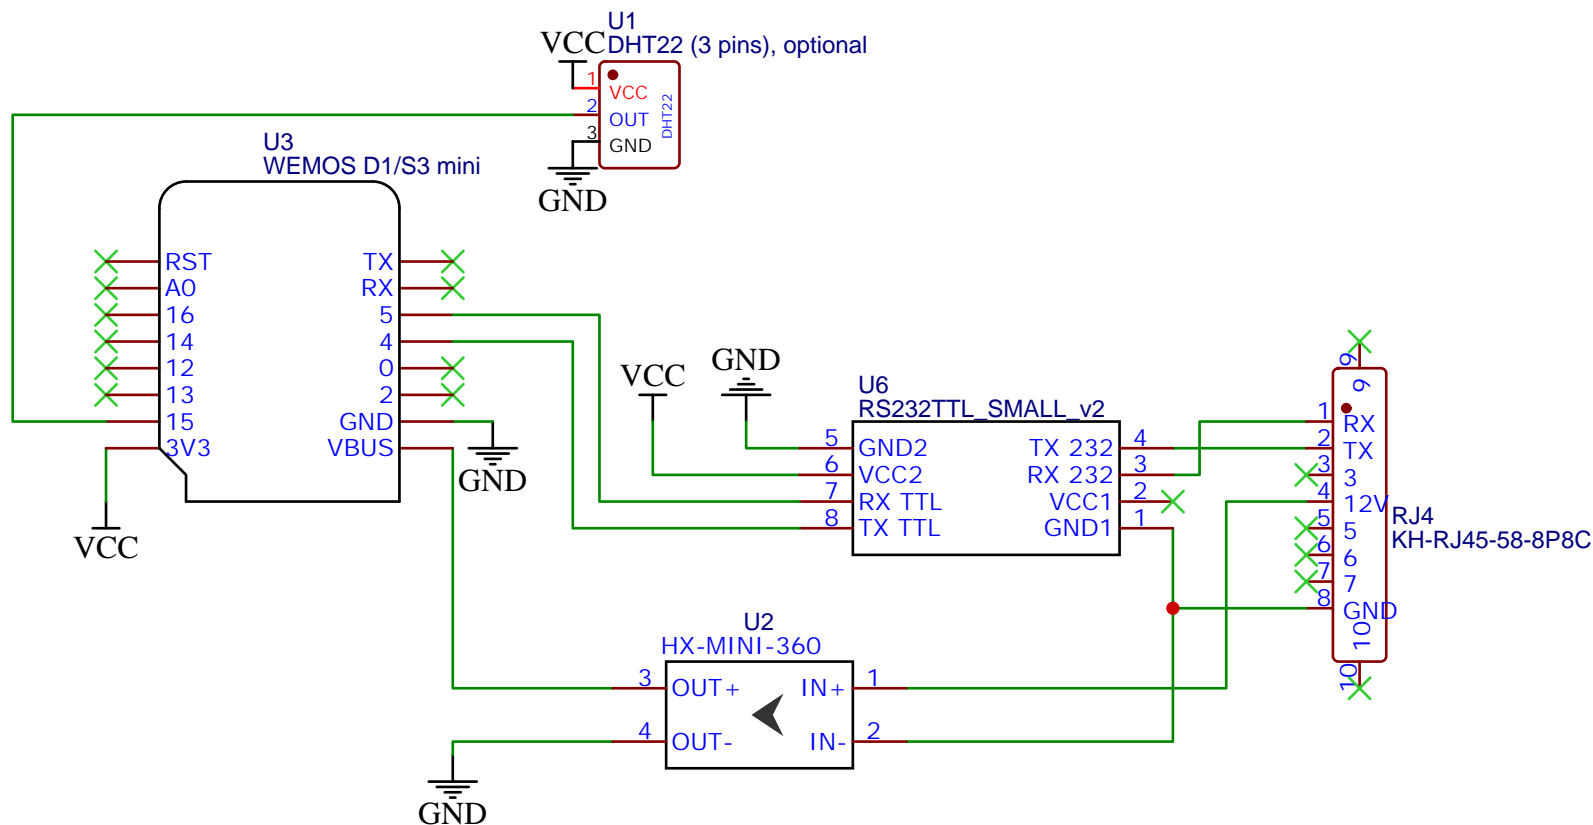 U1
DHT22 (3 pins), optional
VCC
1
VCC
2
OUT
3
GND
DHT22
GND
U3
WEMOS D1/S3 mini
RST
A0
16
14
12
13
15
3V3
TX
RX
5
4
0
2
GND
VBUS
VCC
GND
VCC
GND
U6
RS232TTL_SMALL_v2
5
GND2
6
VCC2
7
RX TTL
8
TX TTL
TX 232
4
RX 232
3
VCC1
2
GND1
1
9
9
1
RX
2
TX
3
3
4
12V
5
5
6
6
7
7
8
GND
10
10
RJ4
KH-RJ45-58-8P8C
U2
HX-MINI-360
3
OUT+
4
OUT-
IN+
1
IN-
2
GND